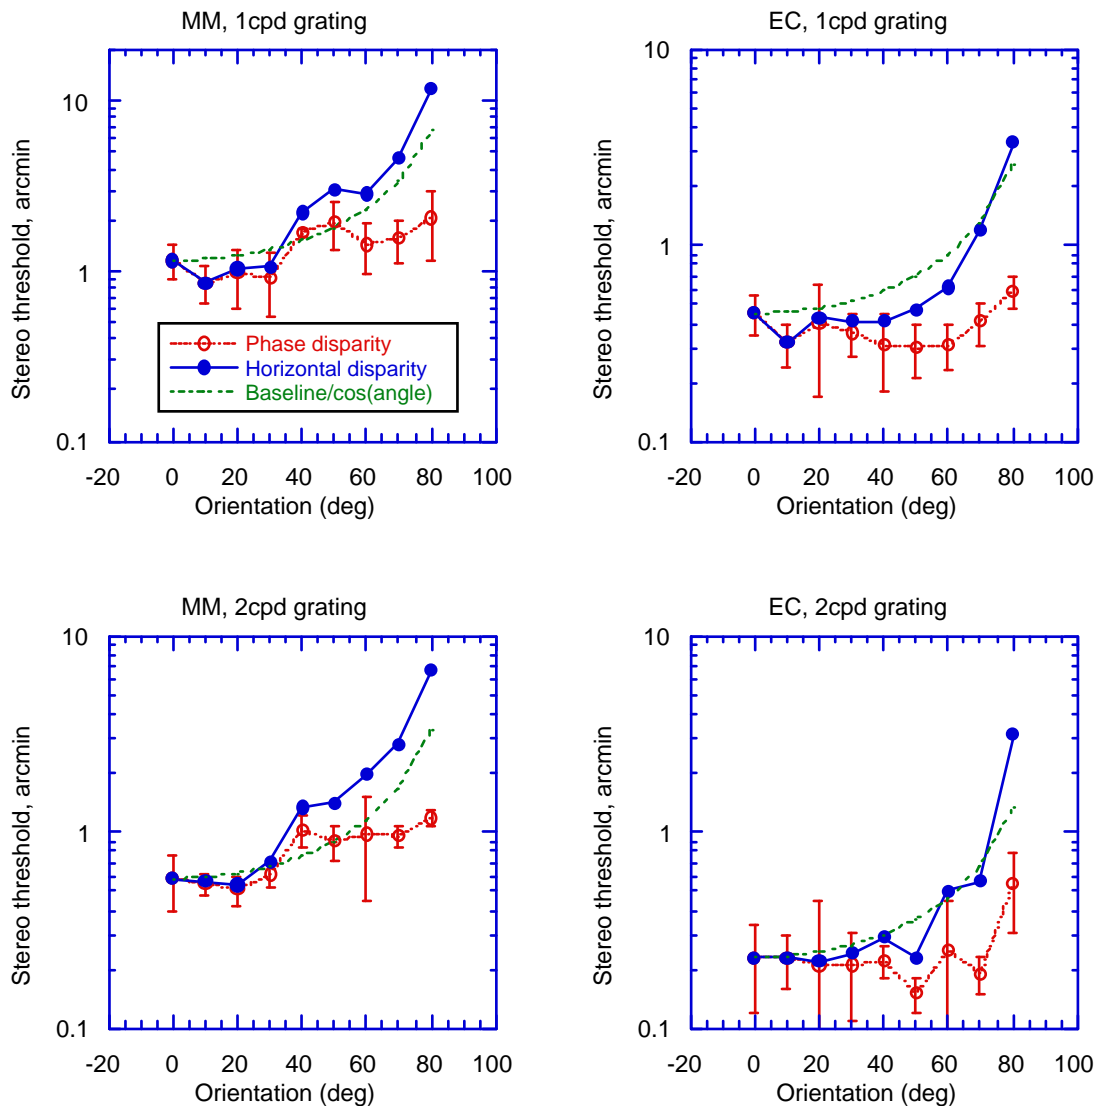 MM, 1cpd grating
Stereo threshold, arcmin
10
1
0.1
Phase disparity
Horizontal disparity
Baseline/cos(angle)
-20 0 20 40 60 80 100
Orientation (deg)
EC, 1cpd grating
Stereo threshold, arcmin
10
1
0.1
-20 0 20 40 60 80 100
Orientation (deg)
MM, 2cpd grating
Stereo threshold, arcmin
10
1
0.1
-20 0 20 40 60 80 100
Orientation (deg)
EC, 2cpd grating
Stereo threshold, arcmin
10
1
0.1
-20 0 20 40 60 80 100
Orientation (deg)